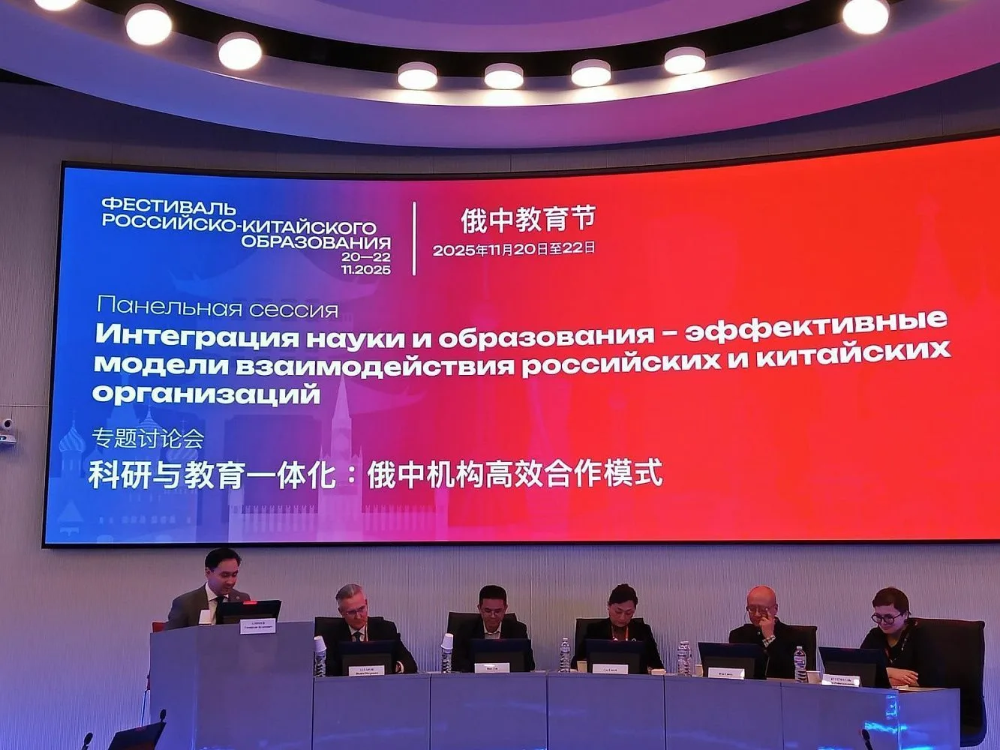 ФЕСТИВАЛЬ
РОССИЙСКО-КИТАЙСКОГО
ОБРАЗОВАНИЯ
20—22
11.2025
俄中教育节
2025年11月20日至22日
Панельная сессия
Интеграция науки и образования – эффективные
модели взаимодействия российских и китайских
организаций
专题讨论会
科研与教育一体化：俄中机构高效合作模式